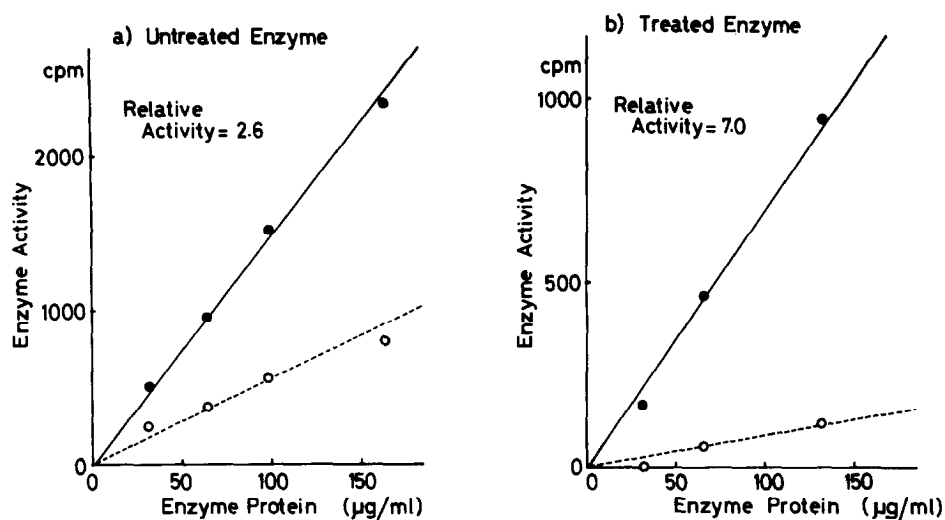 a) Untreated Enzyme
cpm
Relative
Activity = 2.6
2000
1000
0
Enzyme Activity
0 50 100 150
Enzyme Protein (µg/ml)
b) Treated Enzyme
cpm
1000
Relative
Activity = 7.0
500
0
Enzyme Activity
0 50 100 150
Enzyme Protein (µg/ml)